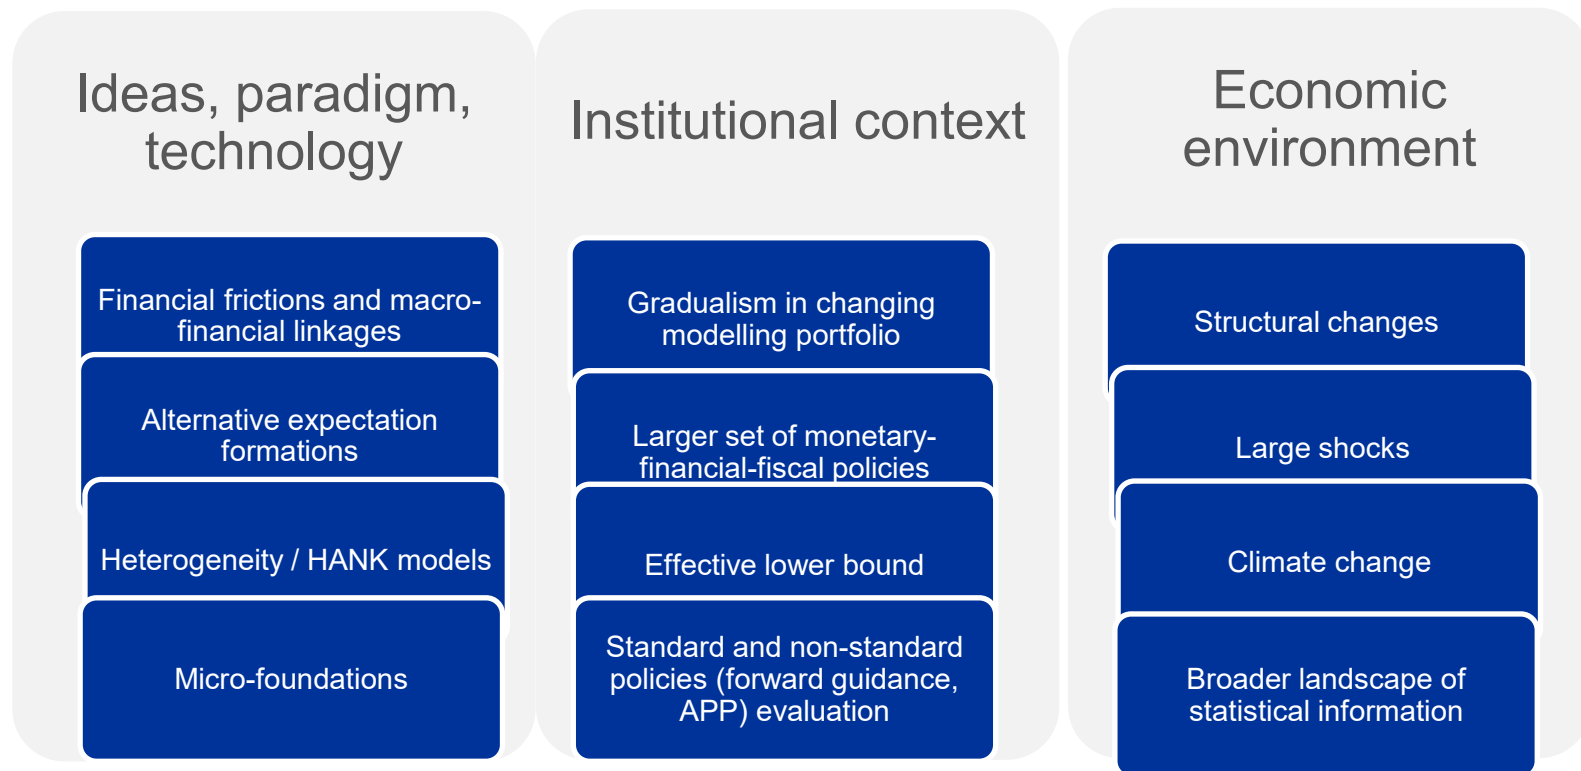 Ideas, paradigm,
technology
Financial frictions and macro-
financial linkages
Alternative expectation
formations
Heterogeneity / HANK models
Micro-foundations
Institutional context
Gradualism in changing
modelling portfolio
Larger set of monetary-
financial-fiscal policies
Effective lower bound
Standard and non-standard
policies (forward guidance,
APP) evaluation
Economic
environment
Structural changes
Large shocks
Climate change
Broader landscape of
statistical information